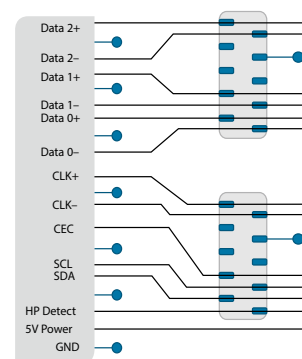 Data 2+
Data 2–
Data 1+
Data 1–
Data 0+
Data 0–
CLK+
CLK–
CEC
SCL
SDA
HP Detect
5V Power
GND